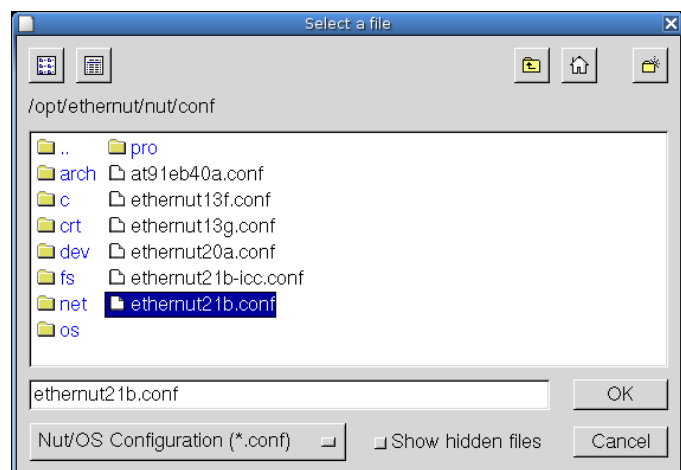 Select a file
/opt/ethernut/nut/conf
.. pro
arch at91eb40a.conf
c ethernut13f.conf
crt ethernut13g.conf
dev ethernut20a.conf
fs ethernut21b-icc.conf
net ethernut21b.conf
os
ethernut21b.conf OK
Nut/OS Configuration (*.conf) Show hidden files Cancel